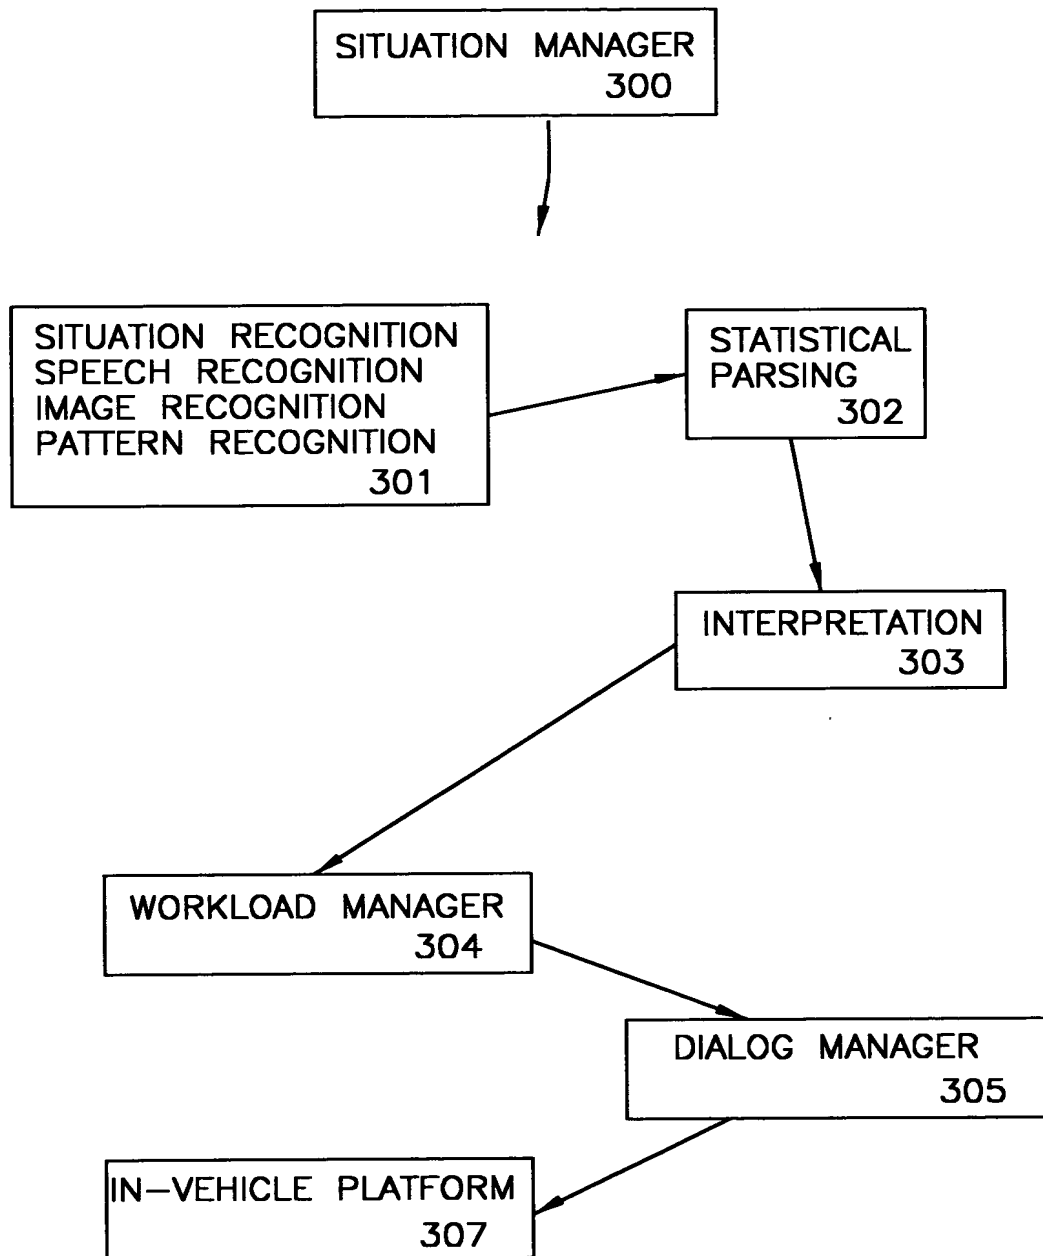 SITUATION MANAGER
300
SITUATION RECOGNITION
SPEECH RECOGNITION
IMAGE RECOGNITION
PATTERN RECOGNITION
301
STATISTICAL
PARSING
302
INTERPRETATION
303
WORKLOAD MANAGER
304
DIALOG MANAGER
305
IN-VEHICLE PLATFORM
307